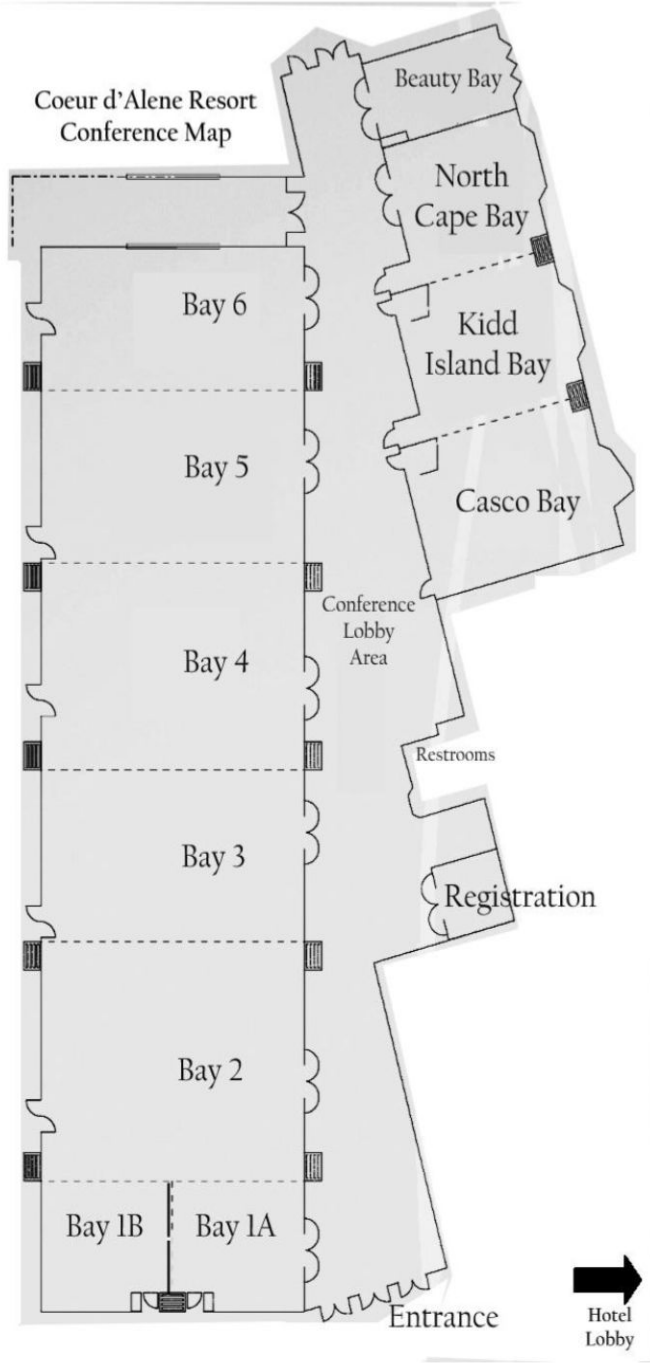 Coeur d'Alene Resort
Conference Map
Beauty Bay
North
Cape Bay
Bay 6
Kidd
Island Bay
Bay 5
Casco Bay
Conference
Lobby
Area
Bay 4
Restrooms
Bay 3
Registration
Bay 2
Bay 1B
Bay 1A
Entrance
Hotel
Lobby